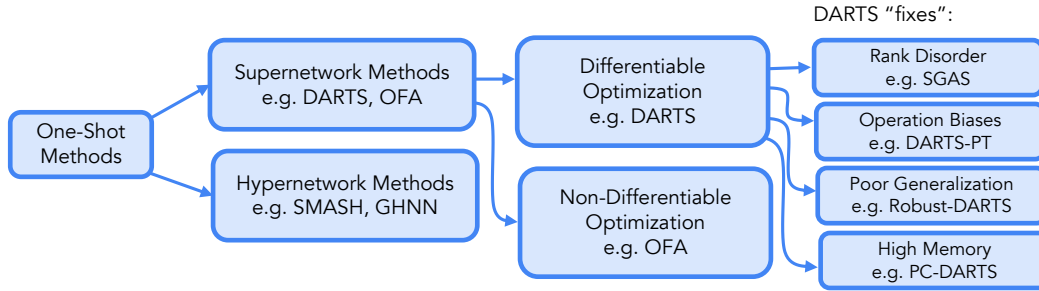 DARTS “fixes”:
One-Shot
Methods
Supernetwork Methods
e.g. DARTS, OFA
Hypernetwork Methods
e.g. SMASH, GHNN
Differentiable
Optimization
e.g. DARTS
Non-Differentiable
Optimization
e.g. OFA
Rank Disorder
e.g. SGAS
Operation Biases
e.g. DARTS-PT
Poor Generalization
e.g. Robust-DARTS
High Memory
e.g. PC-DARTS